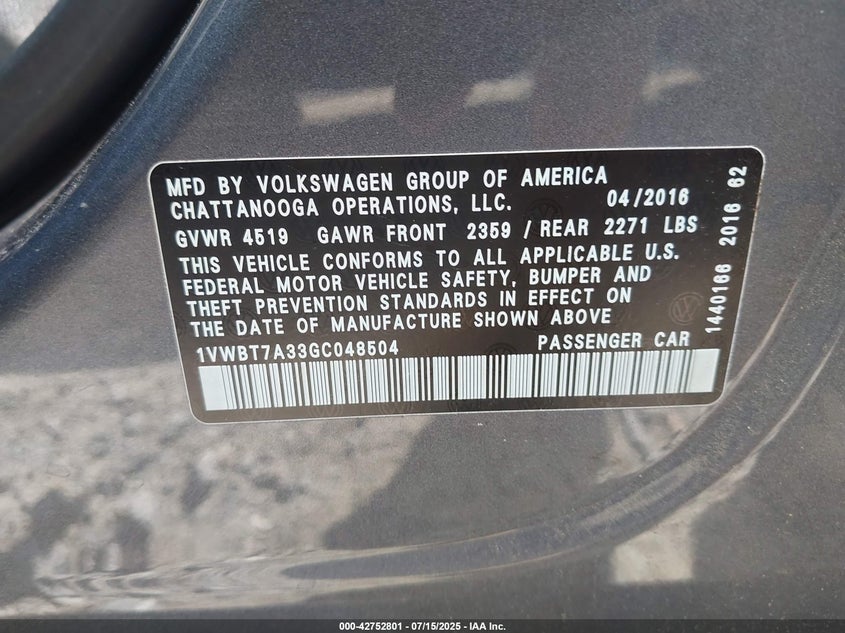 MFD BY VOLKSWAGEN GROUP OF AMERICA
CHATTANOOGA OPERATIONS, LLC. 04/2016
GVWR 4519 GAWR FRONT 2359 / REAR 2271 LBS
THIS VEHICLE CONFORMS TO ALL APPLICABLE U.S.
FEDERAL MOTOR VEHICLE SAFETY, BUMPER AND
THEFT PREVENTION STANDARDS IN EFFECT ON
THE DATE OF MANUFACTURE SHOWN ABOVE
1VWBT7A33GC048504 PASSENGER CAR
1440166 2016 62
000-42752801 / 07/15/2025 - IAA Inc.